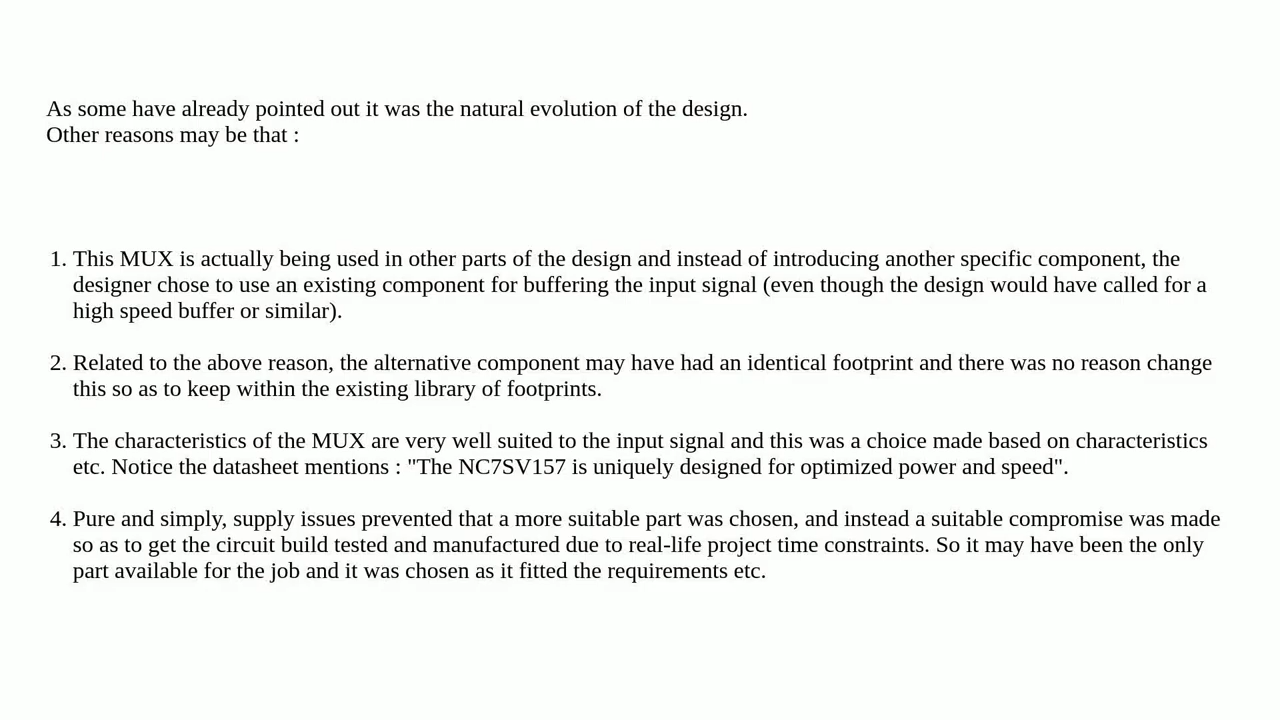 As some have already pointed out it was the natural evolution of the design.
Other reasons may be that :
1. This MUX is actually being used in other parts of the design and instead of introducing another specific component, the
designer chose to use an existing component for buffering the input signal (even though the design would have called for a
high speed buffer or similar).
2. Related to the above reason, the alternative component may have had an identical footprint and there was no reason change
this so as to keep within the existing library of footprints.
3. The characteristics of the MUX are very well suited to the input signal and this was a choice made based on characteristics
etc. Notice the datasheet mentions : "The NC7SV157 is uniquely designed for optimized power and speed".
4. Pure and simply, supply issues prevented that a more suitable part was chosen, and instead a suitable compromise was made
so as to get the circuit build tested and manufactured due to real-life project time constraints. So it may have been the only
part available for the job and it was chosen as it fitted the requirements etc.